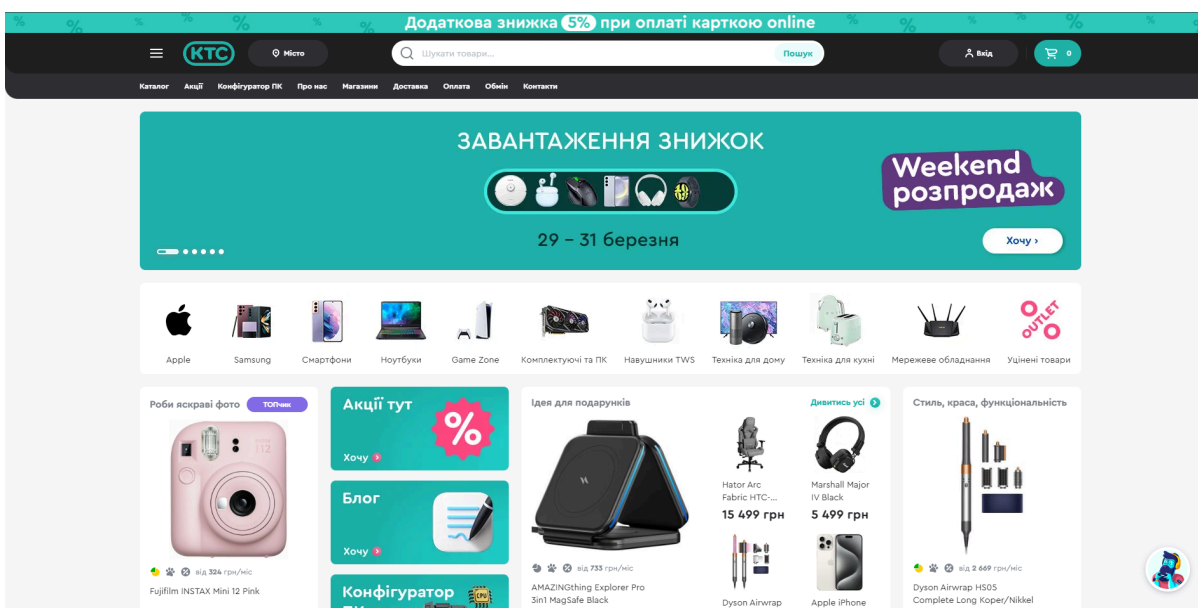 Додаткова знижка 5% при оплаті карткою online
КТС
Місто
Шукати товари...
Пошук
Вхід
0
Каталог Акції Конфігуратор ПК Про нас Магазини Доставка Оплата Обмін Контакти
ЗАВАНТАЖЕННЯ ЗНИЖОК
Weekend
розпродаж
29 – 31 березня
Хочу ›
Apple
Samsung
Смартфони
Ноутбуки
Game Zone
Комплектуючі та ПК
Навушники TWS
Техніка для дому
Техніка для кухні
Мережеве обладнання
OUTLET
Уцінені товари
Роби яскраві фото
ТОПчик
від 324 грн/міс
Fujifilm INSTAX Mini 12 Pink
Акції тут
%
Хочу
Блог
Хочу
Конфігуратор
ПК
CPU
Ідея для подарунків
Дивитись усі
від 733 грн/міс
AMAZINGthing Explorer Pro
3in1 MagSafe Black
Hator Arc
Fabric HTC-...
15 499 грн
Marshall Major
IV Black
5 499 грн
Dyson Airwrap
Apple iPhone
Стиль, краса, функціональність
від 2 669 грн/міс
Dyson Airwrap HS05
Complete Long Koper/Nikkel